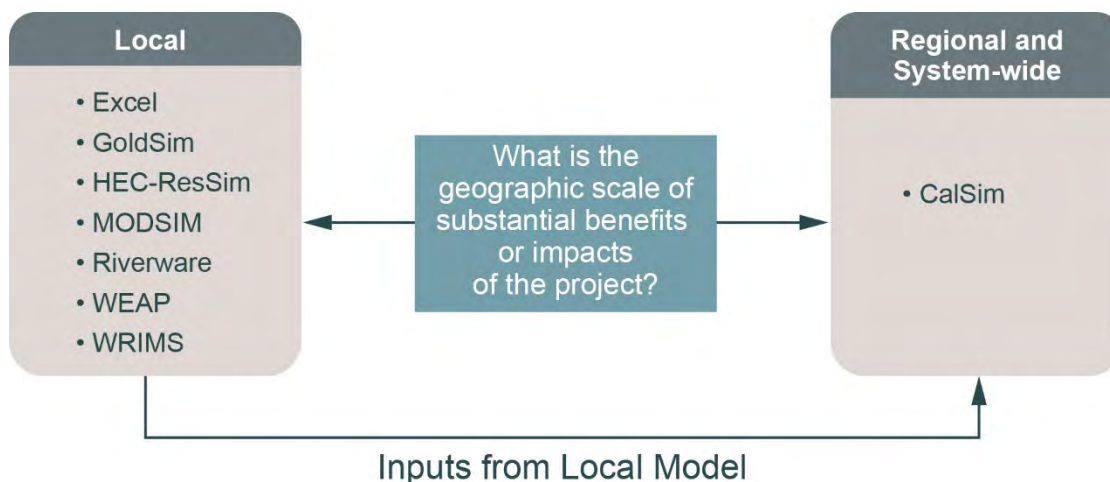 Local
• Excel
• GoldSim
• HEC-ResSim
• MODSIM
• Riverware
• WEAP
• WRIMS
What is the
geographic scale of
substantial benefits
or impacts
of the project?
Regional and
System-wide
• CalSim
Inputs from Local Model